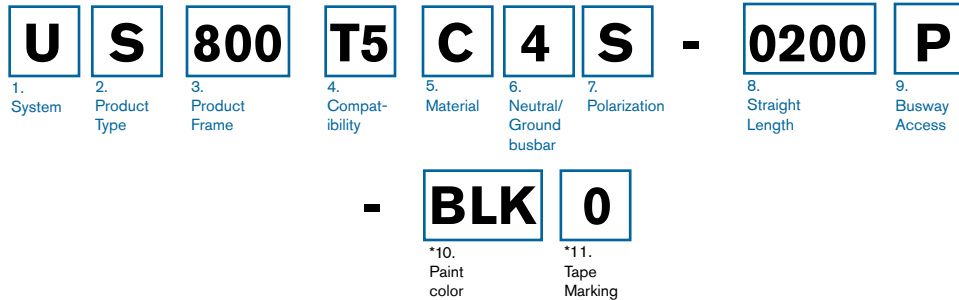 U S 800 T5 C 4 S - 0200 P
1. 2. 3. 4. 5. 6. 7. 8. 9.
System Product Product Compat- Material Neutral/ Polarization Straight Busway
Type Frame ibility Ground Length Access
busbar
- BLK 0
*10. *11.
Paint Tape
color Marking